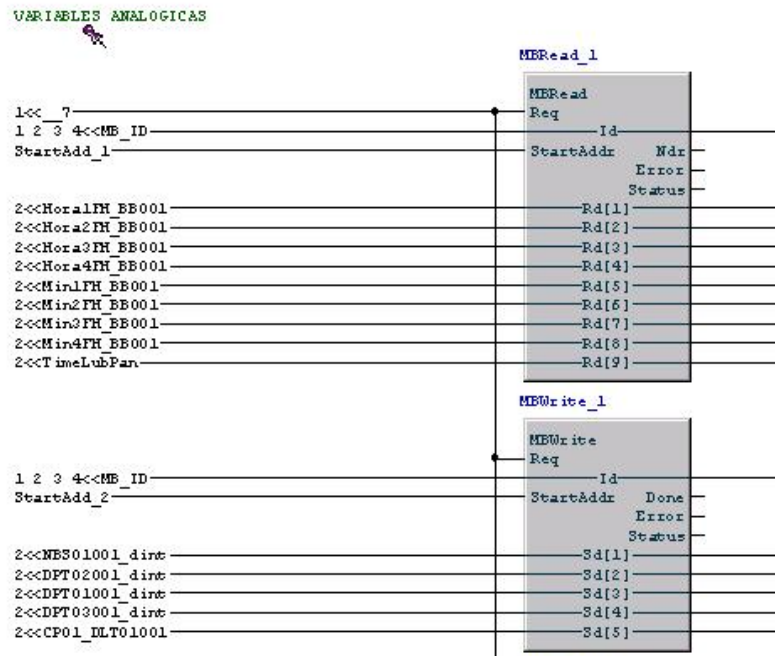 VARIABLES ANALOGICAS
MBRead_1
MBRead
1<<__7 Req
1 2 3 4<<MB_ID Id
StartAdd_1 StartAddr Ndr
Error
Status
2<<Hora1FH_BB001 Rd[1]
2<<Hora2FH_BB001 Rd[2]
2<<Hora3FH_BB001 Rd[3]
2<<Hora4FH_BB001 Rd[4]
2<<Min1FH_BB001 Rd[5]
2<<Min2FH_BB001 Rd[6]
2<<Min3FH_BB001 Rd[7]
2<<Min4FH_BB001 Rd[8]
2<<TimeLubPan Rd[9]
MBWrite_1
MBWrite
Req
1 2 3 4<<MB_ID Id
StartAdd_2 StartAddr Done
Error
Status
2<<NBS01001_dint Sd[1]
2<<DPT02001_dint Sd[2]
2<<DPT01001_dint Sd[3]
2<<DPT03001_dint Sd[4]
2<<CP01_DLT01001 Sd[5]